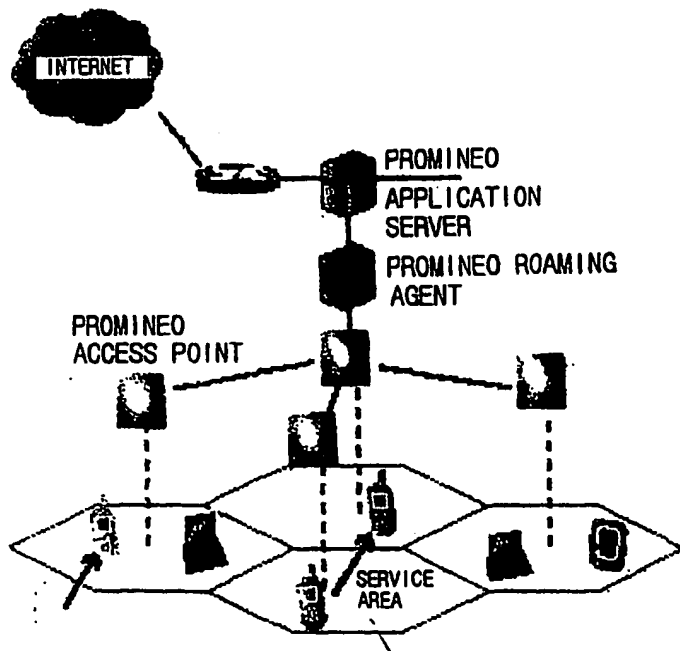 INTERNET
PROMINEO
APPLICATION
SERVER
PROMINEO ROAMING
AGENT
PROMINEO
ACCESS POINT
SERVICE
AREA